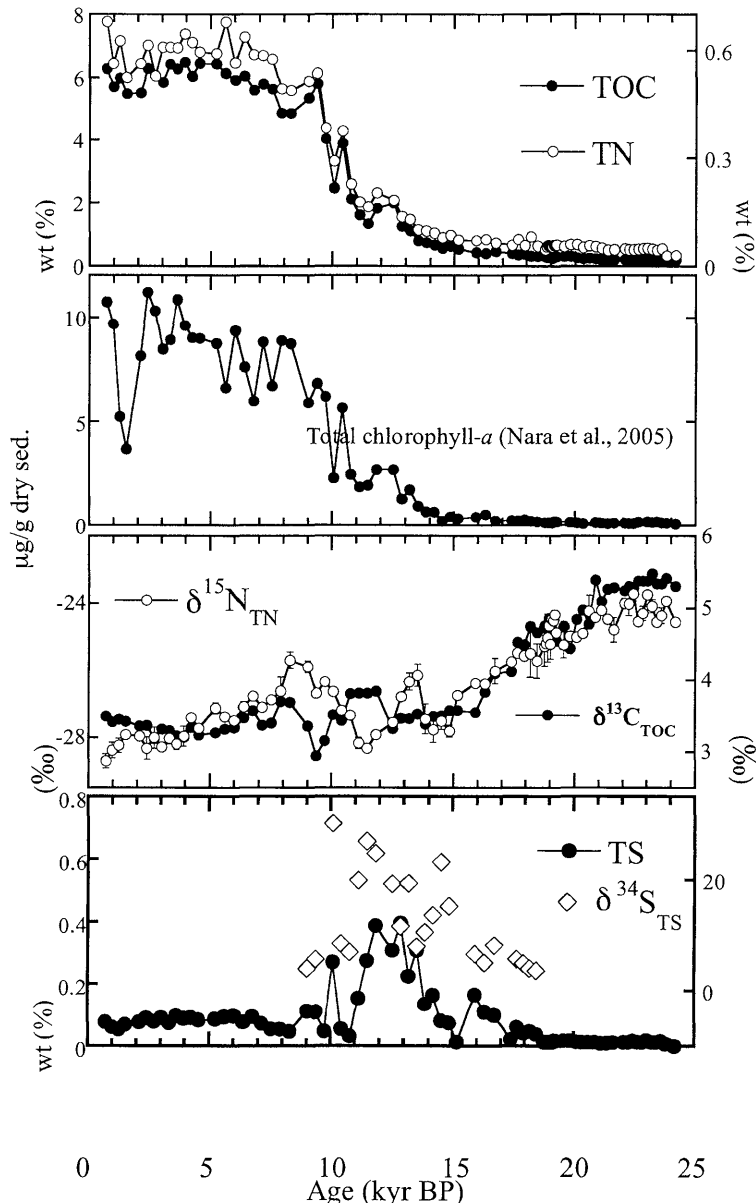 8
6
4
2
0
wt (%)
TOC
TN
0.6
0.3
0
wt (%)
10
5
0
µg/g dry sed.
Total chlorophyll-a (Nara et al., 2005)
-24
-28
(‰)
δ15NTN
δ13CTOC
6
5
4
3
(‰)
0.8
0.6
0.4
0.2
0
wt (%)
TS
δ34STS
20
0
0 5 10 15 20 25
Age (kyr BP)